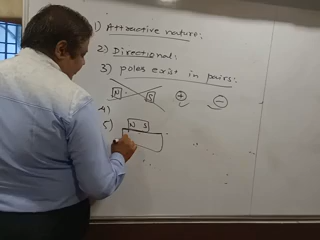 1) Attractive nature:
2) Directional:
3) poles exist in pairs:
N S + −
4)
5) N S